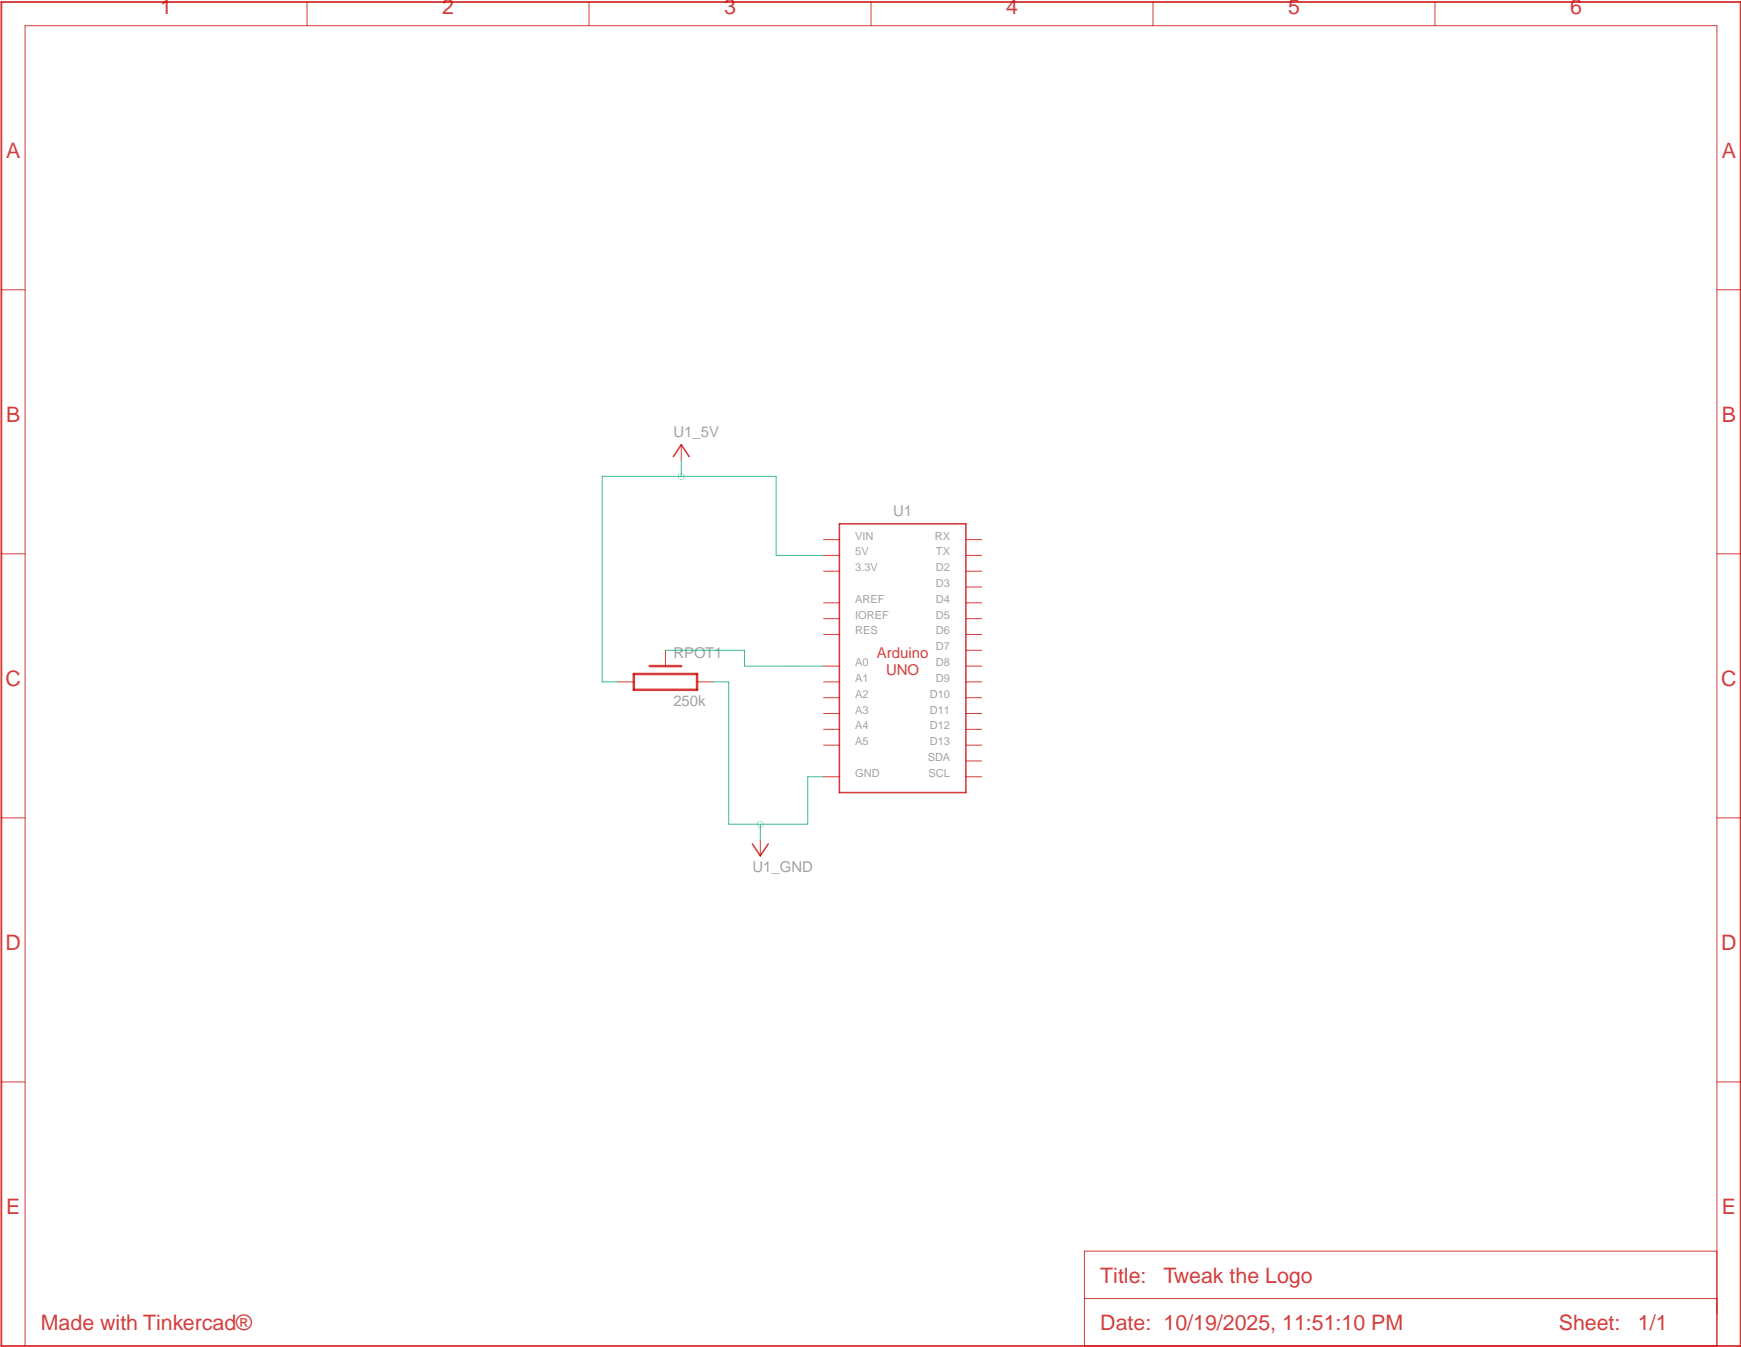 1 2 3 4 5 6
A A
B B
U1_5V
U1
VIN RX
5V TX
3.3V D2
D3
AREF D4
IOREF D5
RES D6
D7
RPOT1
Arduino
UNO
A0 D8
C C
A1 D9
A2 D10
250k
A3 D11
A4 D12
A5 D13
SDA
GND SCL
U1_GND
D D
E E
Title: Tweak the Logo
Made with Tinkercad®
Date: 10/19/2025, 11:51:10 PM Sheet: 1/1